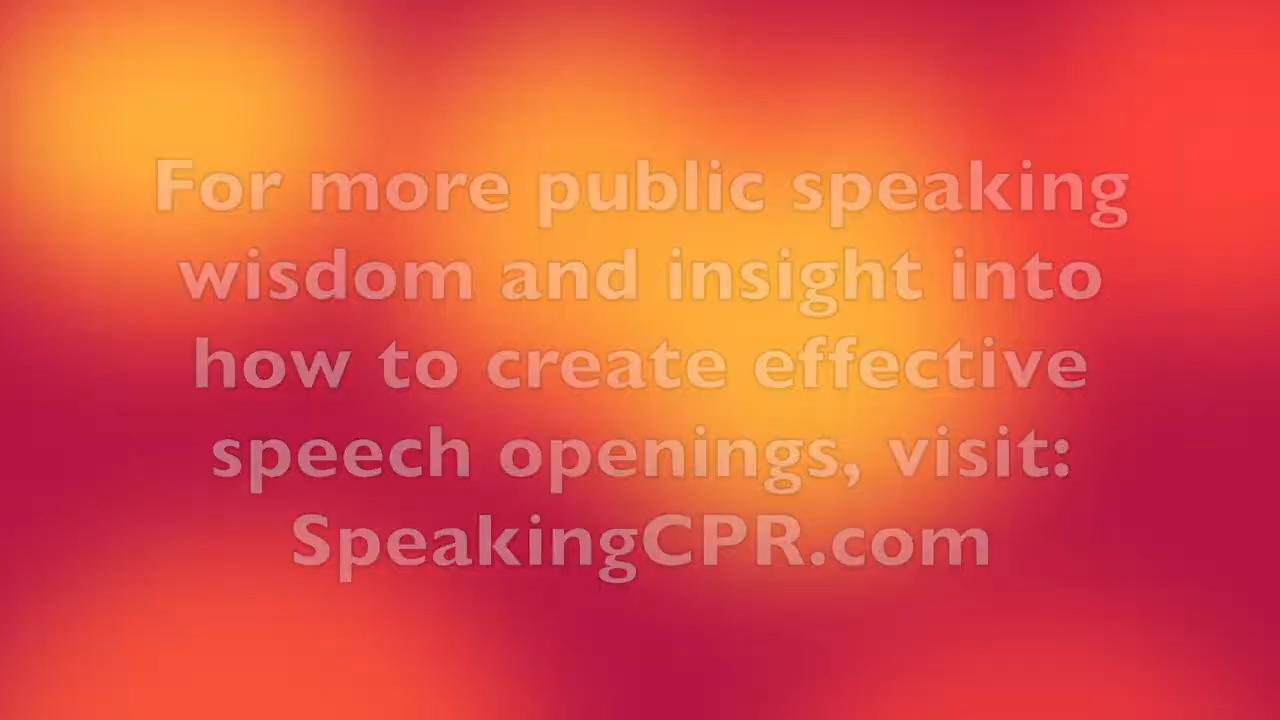 For more public speaking
wisdom and insight into
how to create effective
speech openings, visit:
SpeakingCPR.com